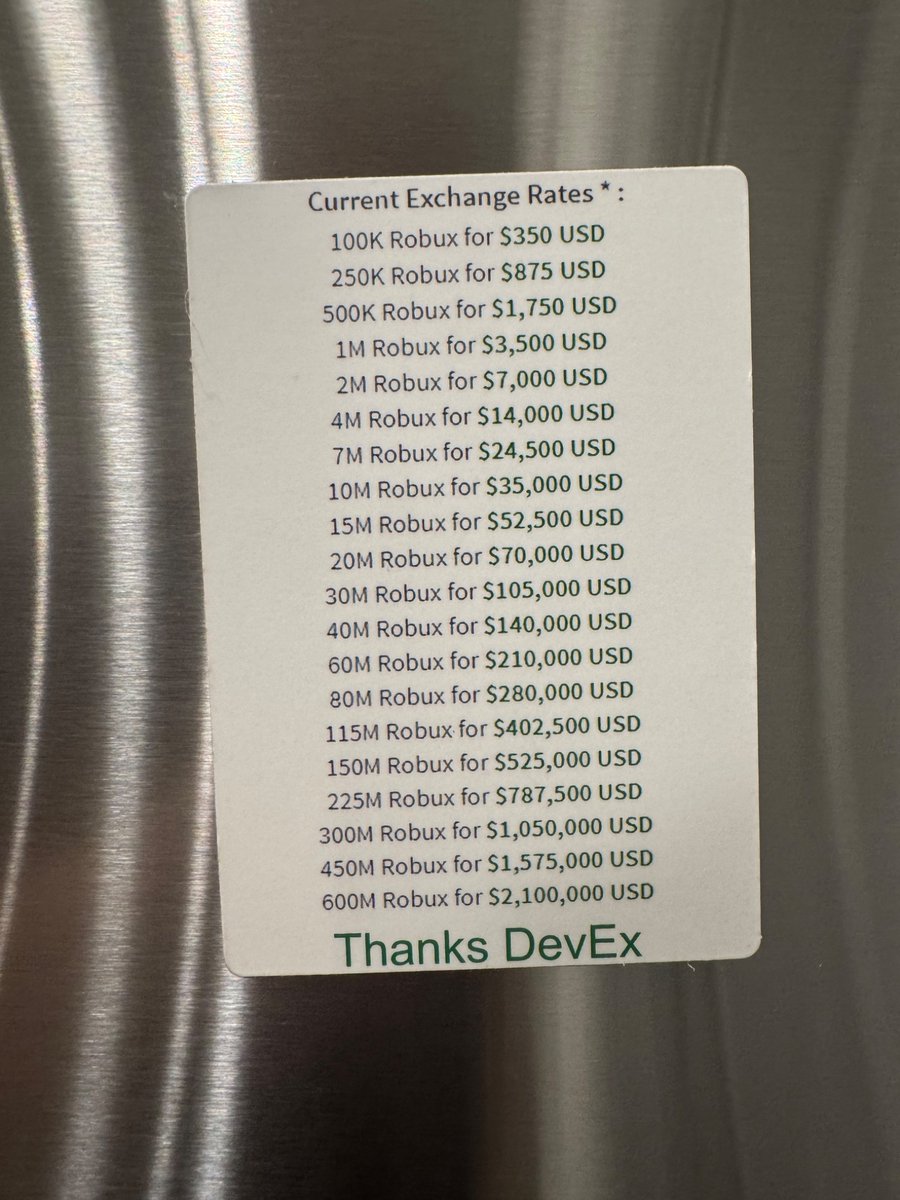 Current Exchange Rates * :
100K Robux for $350 USD
250K Robux for $875 USD
500K Robux for $1,750 USD
1M Robux for $3,500 USD
2M Robux for $7,000 USD
4M Robux for $14,000 USD
7M Robux for $24,500 USD
10M Robux for $35,000 USD
15M Robux for $52,500 USD
20M Robux for $70,000 USD
30M Robux for $105,000 USD
40M Robux for $140,000 USD
60M Robux for $210,000 USD
80M Robux for $280,000 USD
115M Robux for $402,500 USD
150M Robux for $525,000 USD
225M Robux for $787,500 USD
300M Robux for $1,050,000 USD
450M Robux for $1,575,000 USD
600M Robux for $2,100,000 USD
Thanks DevEx